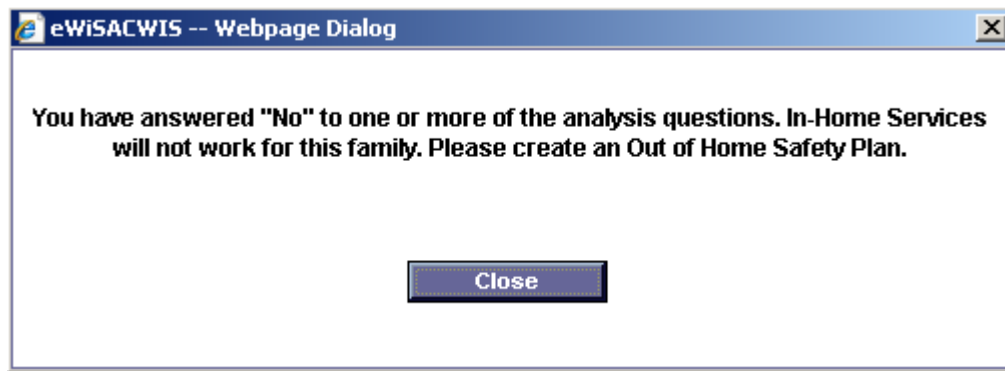 eWiSACWIS -- Webpage Dialog
You have answered "No" to one or more of the analysis questions. In-Home Services
will not work for this family. Please create an Out of Home Safety Plan.
Close